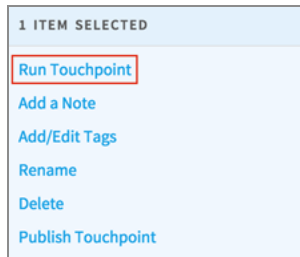 1 ITEM SELECTED
Run Touchpoint
Add a Note
Add/Edit Tags
Rename
Delete
Publish Touchpoint